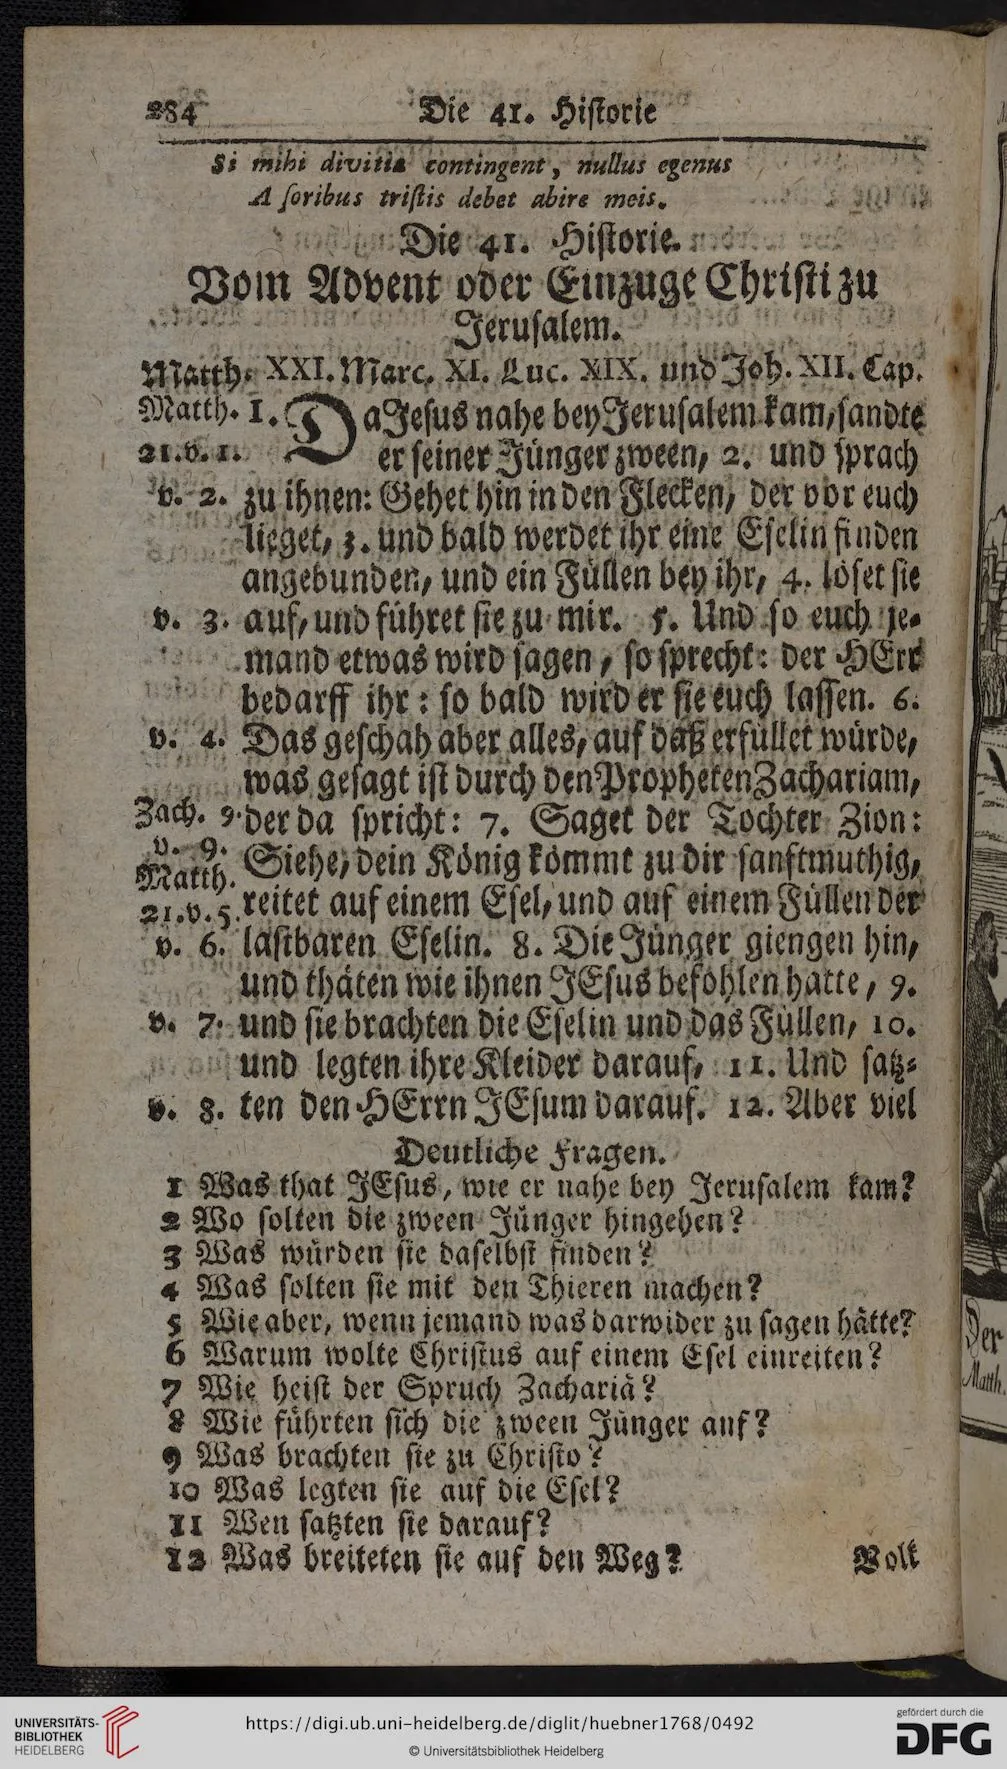 284 Die 41. Historie
Si mihi divitiæ contingent, nullus egenus
A foribus tristis debet abire meis.
Die 41. Historie.
Vom Advent oder Einzuge Christi zu
Jerusalem.
Matth. XXI. Marc. XI. Luc. XIX. und Joh. XII. Cap.
Matth. 1. Da Jesus nahe bey Jerusalem kam, sandte
21. v. 1. er seiner Jünger zween, 2. und sprach
v. 2. zu ihnen: Gehet hin in den Flecken, der vor euch
lieget, 3. und bald werdet ihr eine Eselin finden
angebunden, und ein Füllen bey ihr, 4. löset sie
v. 3. auf, und führet sie zu mir. 5. Und so euch je-
mand etwas wird sagen, so sprecht: der HErr
bedarff ihr: so bald wird er sie euch lassen. 6.
v. 4. Das geschah aber alles, auf daß erfüllet würde,
was gesagt ist durch den Propheten Zachariam,
Zach. 9. der da spricht: 7. Saget der Tochter Zion:
v. 9.
Matth. Siehe, dein König kömmt zu dir sanftmüthig,
21. v. 5. reitet auf einem Esel, und auf einem Füllen der
v. 6. lastbaren Eselin. 8. Die Jünger giengen hin,
und thäten wie ihnen JEsus befohlen hatte, 9.
v. 7. und sie brachten die Eselin und das Füllen, 10.
und legten ihre Kleider darauf, 11. Und satz-
v. 8. ten den HErrn JEsum darauf. 12. Aber viel
Deutliche Fragen.
1 Was that JEsus, wie er nahe bey Jerusalem kam?
2 Wo solten die zween Jünger hingehen?
3 Was würden sie daselbst finden?
4 Was solten sie mit den Thieren machen?
5 Wie aber, wenn jemand was darwider zu sagen hätte?
6 Warum wolte Christus auf einem Esel einreiten?
7 Wie heist der Spruch Zachariä?
8 Wie führten sich die zween Jünger auf?
9 Was brachten sie zu Christo?
10 Was legten sie auf die Esel?
11 Wen satzten sie darauf?
12 Was breiteten sie auf den Weg? Volk
Der
Matth.
UNIVERSITÄTS-
BIBLIOTHEK
HEIDELBERG
https://digi.ub.uni-heidelberg.de/diglit/huebner1768/0492
© Universitätsbibliothek Heidelberg
gefördert durch die
DFG